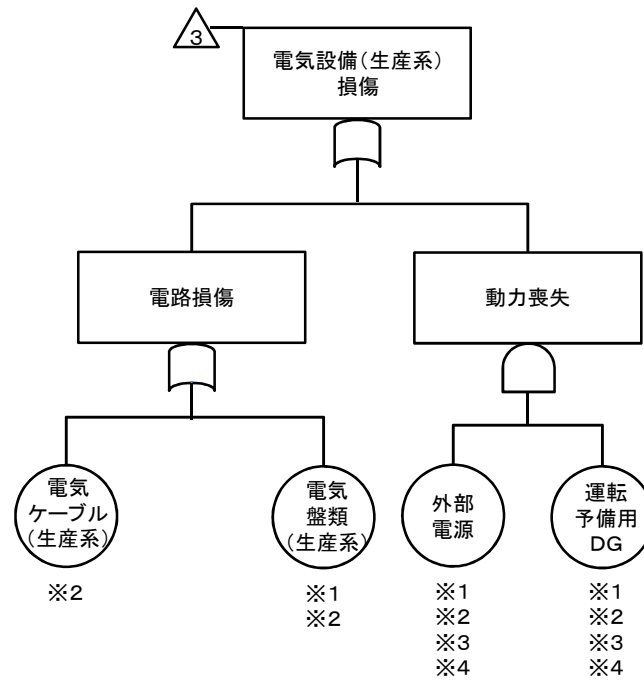 3
電気設備(生産系)
損傷
電路損傷
動力喪失
電気
ケーブル
(生産系)
※2
電気
盤類
(生産系)
※1
※2
外部
電源
※1
※2
※3
※4
運転
予備用
DG
※1
※2
※3
※4